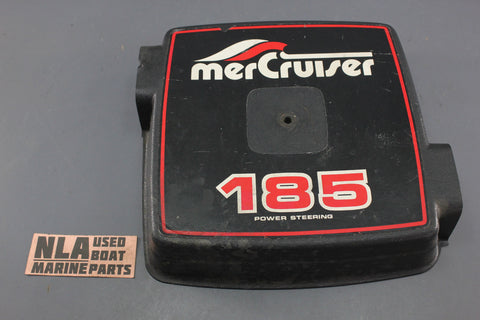 merCruiser
185
POWER STEERING
NLA USED
BOAT
MARINE PARTS